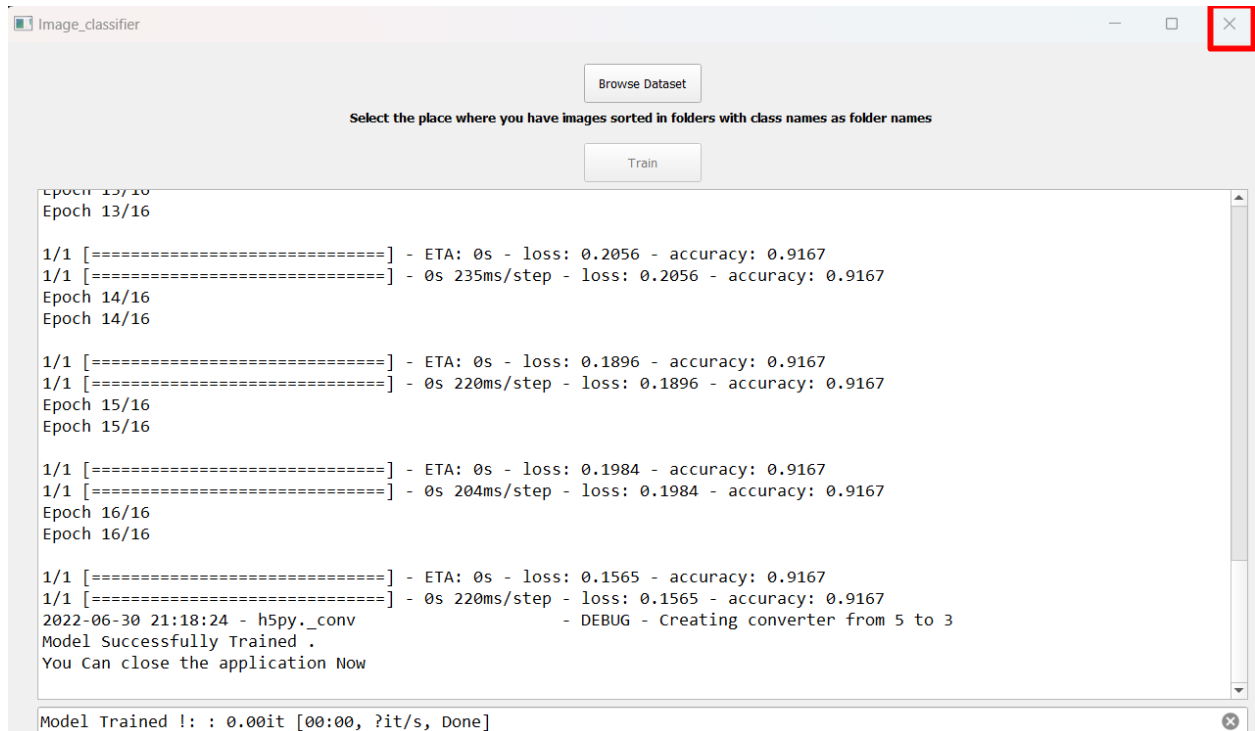 Image_classifier
Browse Dataset
Select the place where you have images sorted in folders with class names as folder names
Train
Epoch 13/16
Epoch 13/16

1/1 [==============================] - ETA: 0s - loss: 0.2056 - accuracy: 0.9167
1/1 [==============================] - 0s 235ms/step - loss: 0.2056 - accuracy: 0.9167
Epoch 14/16
Epoch 14/16

1/1 [==============================] - ETA: 0s - loss: 0.1896 - accuracy: 0.9167
1/1 [==============================] - 0s 220ms/step - loss: 0.1896 - accuracy: 0.9167
Epoch 15/16
Epoch 15/16

1/1 [==============================] - ETA: 0s - loss: 0.1984 - accuracy: 0.9167
1/1 [==============================] - 0s 204ms/step - loss: 0.1984 - accuracy: 0.9167
Epoch 16/16
Epoch 16/16

1/1 [==============================] - ETA: 0s - loss: 0.1565 - accuracy: 0.9167
1/1 [==============================] - 0s 220ms/step - loss: 0.1565 - accuracy: 0.9167
2022-06-30 21:18:24 - h5py._conv - DEBUG - Creating converter from 5 to 3
Model Successfully Trained .
You Can close the application Now
Model Trained !: : 0.00it [00:00, ?it/s, Done]